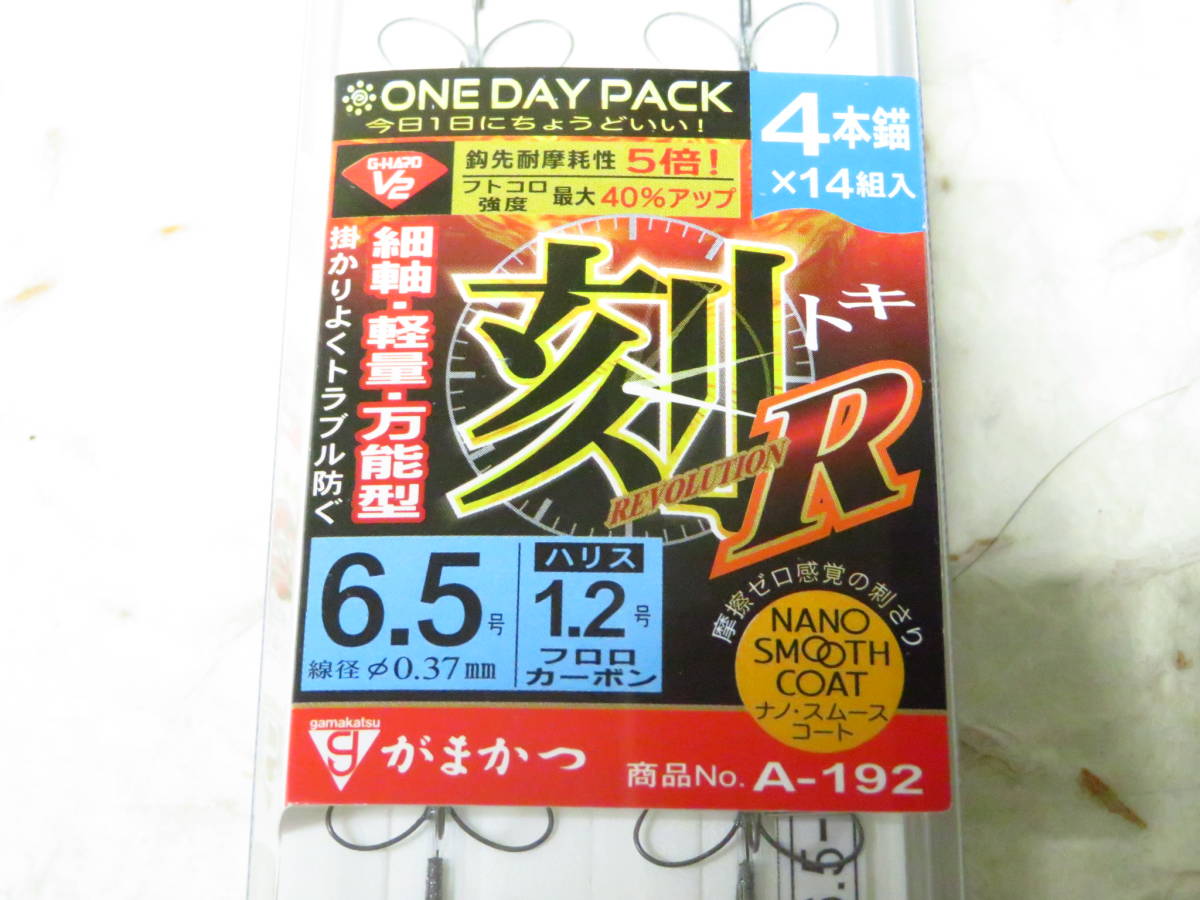 ONE DAY PACK
今日1日にちょうどいい!
4本錨
×14組入
G-HARD
V2
鈎先耐摩耗性 5倍!
フトコロ
強度 最大 40%アップ
掛かりよくトラブル防ぐ
細軸・軽量・万能型
刻
トキ
R
REVOLUTION
6.5号
線径 φ0.37mm
ハリス
1.2号
フロロ
カーボン
摩擦ゼロ感覚の刺さり
NANO
SMOOTH
COAT
ナノ・スムース
コート
gamakatsu
g
がまかつ
商品No. A-192